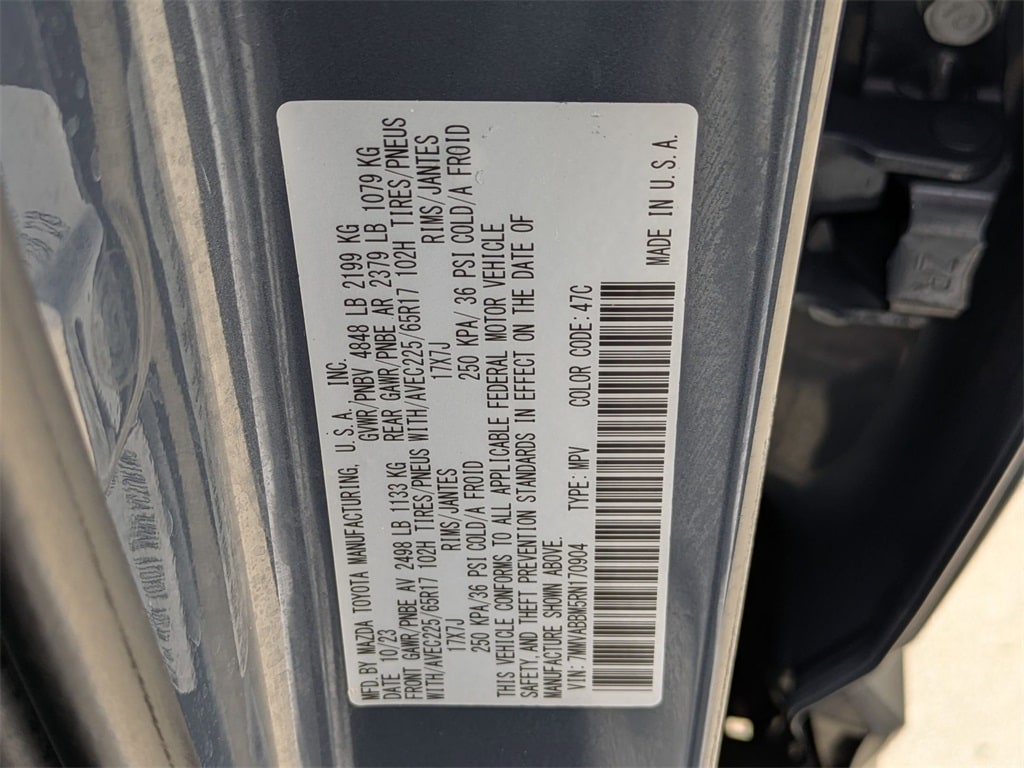 MFD.BY MAZDA TOYOTA MANUFACTURING, U.S.A. INC.
DATE 10/23 GVWR/PNBV 4848 LB 2199 KG
FRONT GAWR/PNBE AV 2498 LB 1133 KG REAR GAWR/PNBE AR 2379 LB 1079 KG
WITH/AVEC225/65R17 102H TIRES/PNEUS WITH/AVEC225/65R17 102H TIRES/PNEUS
17X7J RIMS/JANTES 17X7J RIMS/JANTES
250 KPA/36 PSI COLD/A FROID 250 KPA/ 36 PSI COLD/A FROID
THIS VEHICLE CONFORMS TO ALL APPLICABLE FEDERAL MOTOR VEHICLE
SAFETY, AND THEFT PREVENTION STANDARDS IN EFFECT ON THE DATE OF
MANUFACTURE SHOWN ABOVE.
VIN: 7MMVABBM5RN170904 TYPE: MPV COLOR CODE: 47C
MADE IN U.S.A.